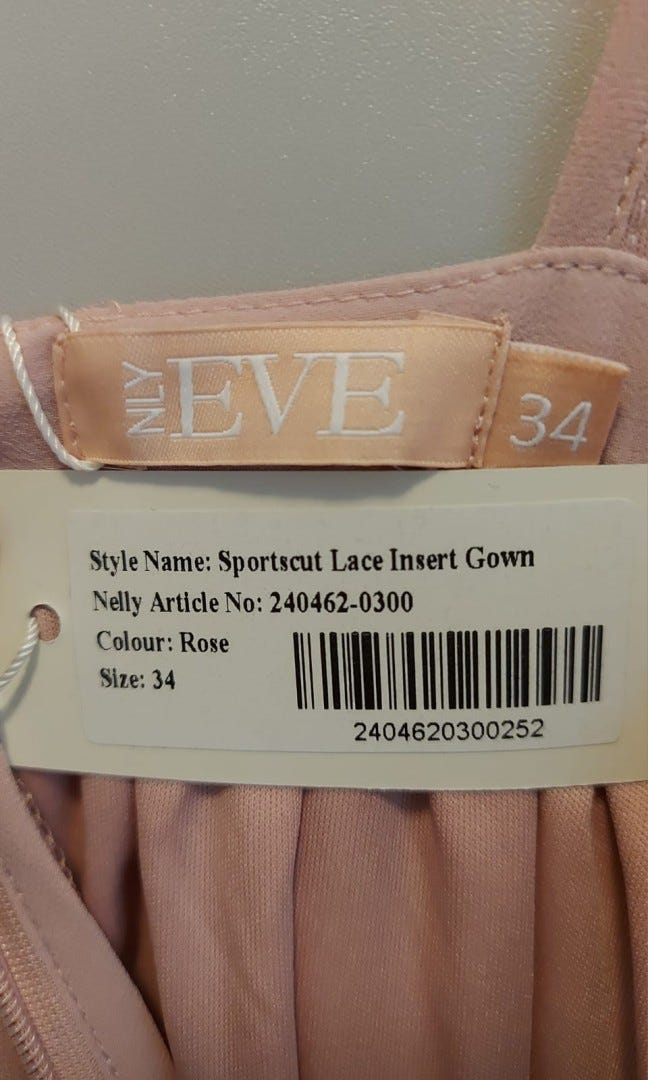 NLY EVE 34
Style Name: Sportscut Lace Insert Gown
Nelly Article No: 240462-0300
Colour: Rose
Size: 34
2404620300252